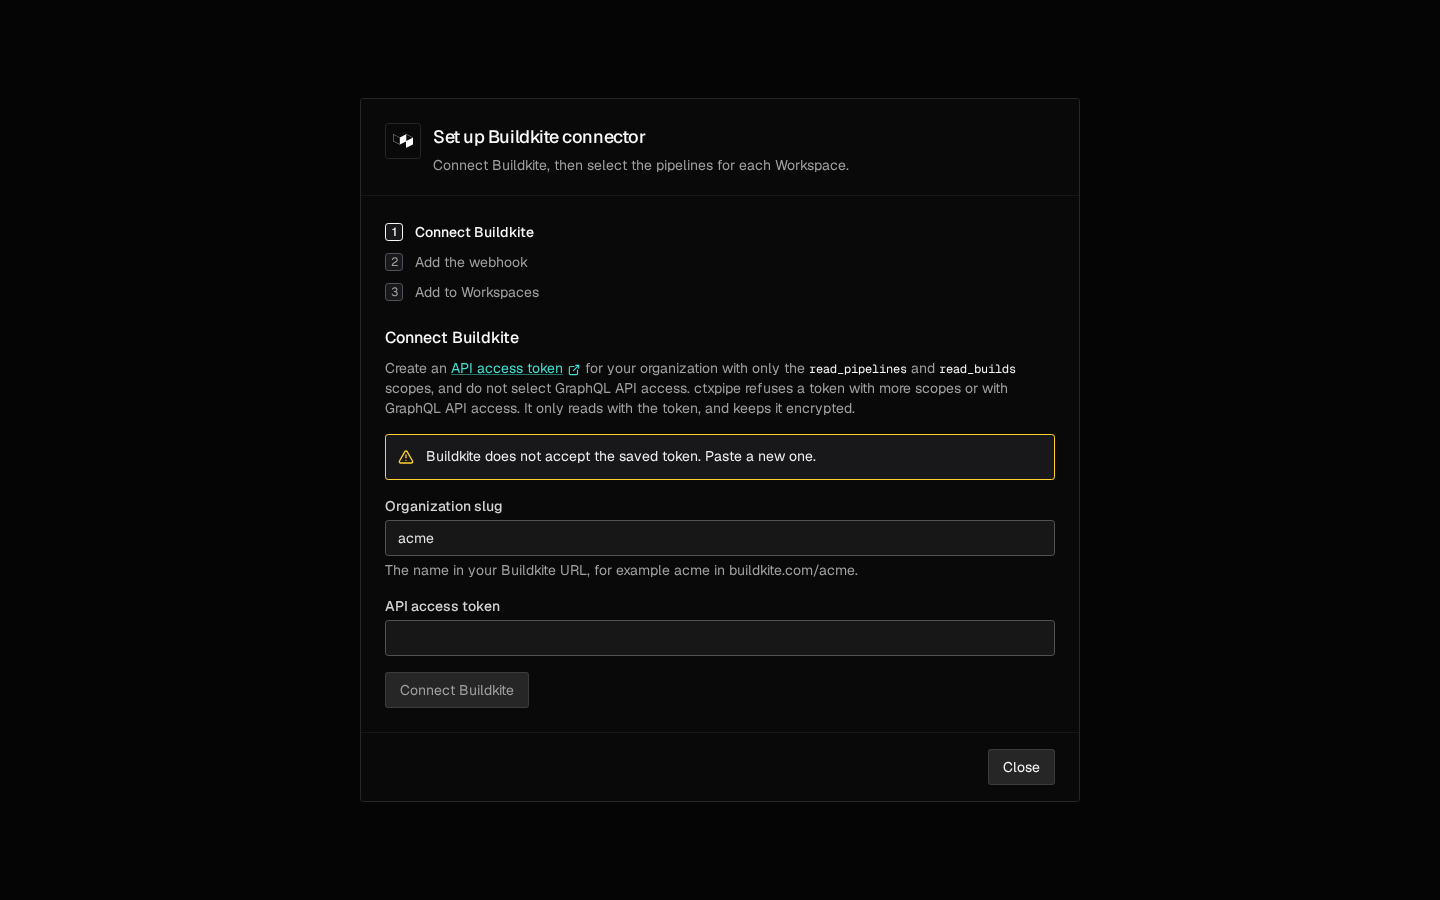 Set up Buildkite connector
Connect Buildkite, then select the pipelines for each Workspace.
1 Connect Buildkite
2 Add the webhook
3 Add to Workspaces
Connect Buildkite
Create an API access token for your organization with only the read_pipelines and read_builds
scopes, and do not select GraphQL API access. ctxpipe refuses a token with more scopes or with
GraphQL API access. It only reads with the token, and keeps it encrypted.
Buildkite does not accept the saved token. Paste a new one.
Organization slug
acme
The name in your Buildkite URL, for example acme in buildkite.com/acme.
API access token
Connect Buildkite
Close